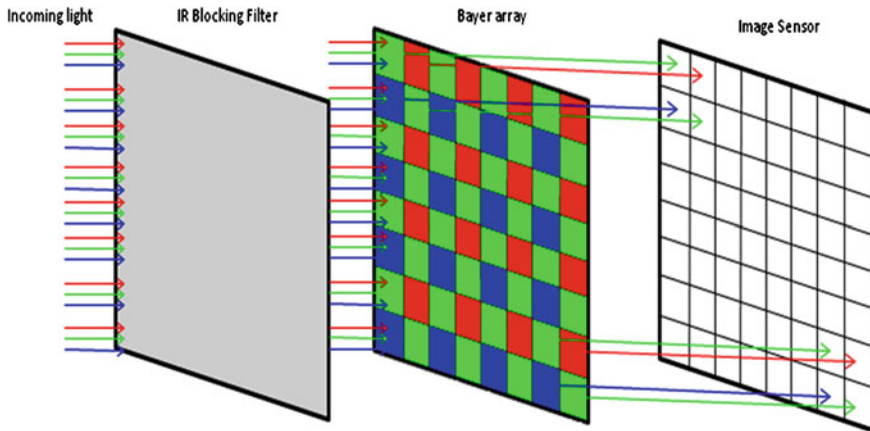 Incoming light
IR Blocking Filter
Bayer array
Image Sensor